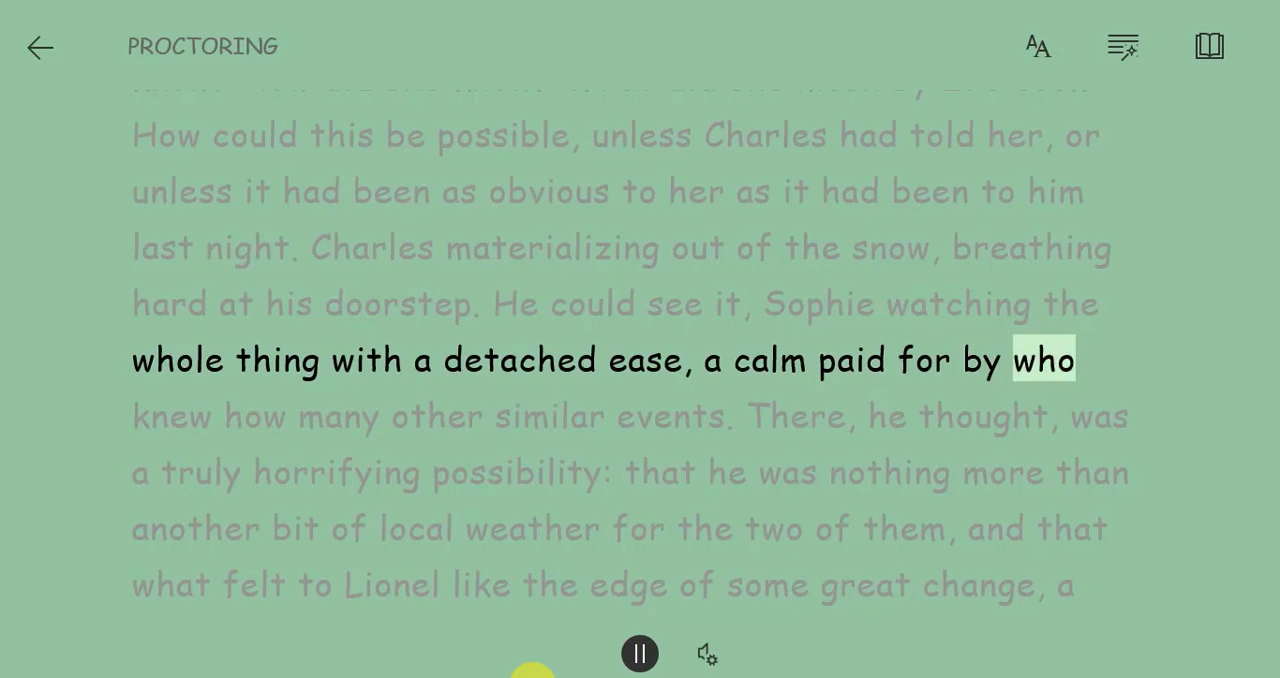 PROCTORING
How could this be possible, unless Charles had told her, or
unless it had been as obvious to her as it had been to him
last night. Charles materializing out of the snow, breathing
hard at his doorstep. He could see it, Sophie watching the
whole thing with a detached ease, a calm paid for by who
knew how many other similar events. There, he thought, was
a truly horrifying possibility: that he was nothing more than
another bit of local weather for the two of them, and that
what felt to Lionel like the edge of some great change, a